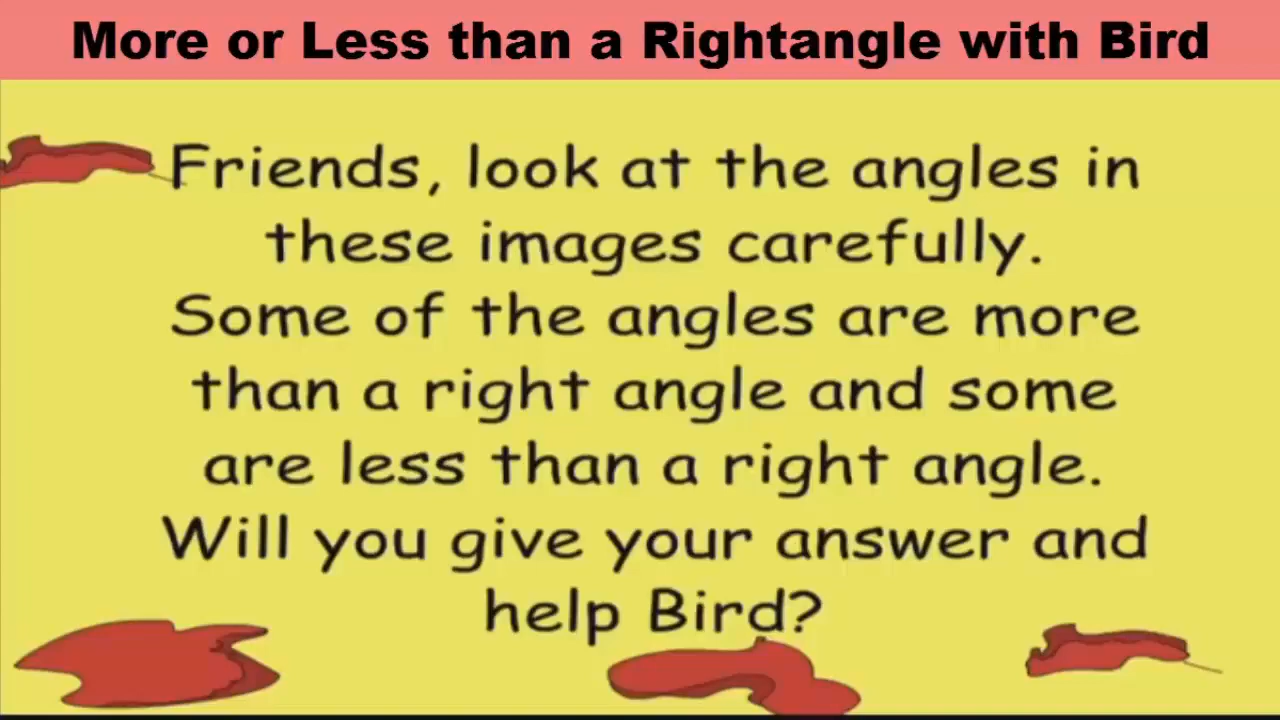 More or Less than a Rightangle with Bird
Friends, look at the angles in
these images carefully.
Some of the angles are more
than a right angle and some
are less than a right angle.
Will you give your answer and
help Bird?